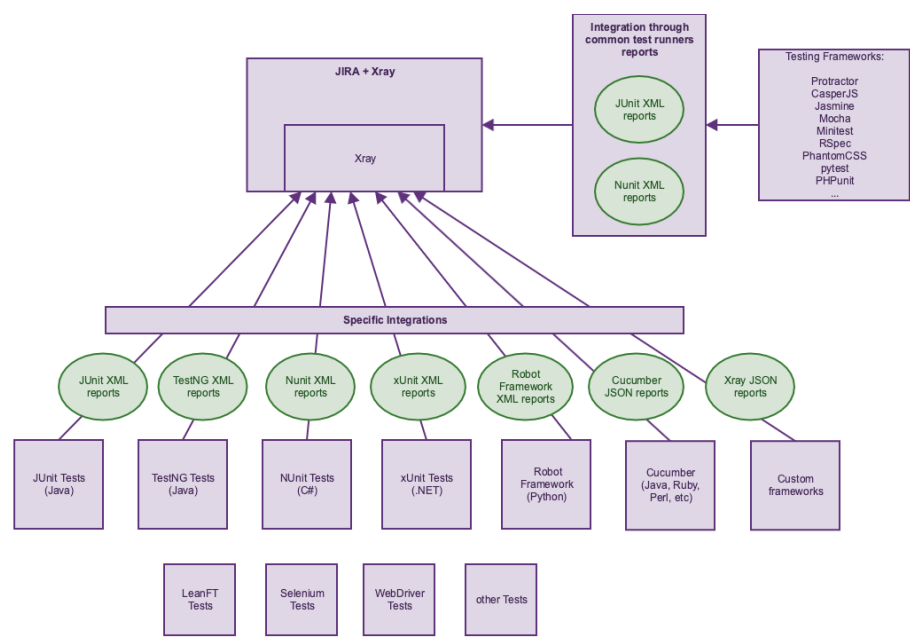 Integration through
common test runners
reports
JIRA + Xray
Xray
JUnit XML
reports
Nunit XML
reports
Testing Frameworks:
Protractor
CasperJS
Jasmine
Mocha
Minitest
RSpec
PhantomCSS
pytest
PHPunit
...
Specific Integrations
JUnit XML
reports
TestNG XML
reports
Nunit XML
reports
xUnit XML
reports
Robot
Framework
XML reports
Cucumber
JSON reports
Xray JSON
reports
JUnit Tests
(Java)
TestNG Tests
(Java)
NUnit Tests
(C#)
xUnit Tests
(.NET)
Robot
Framework
(Python)
Cucumber
(Java, Ruby,
Perl, etc)
Custom
frameworks
LeanFT
Tests
Selenium
Tests
WebDriver
Tests
other Tests